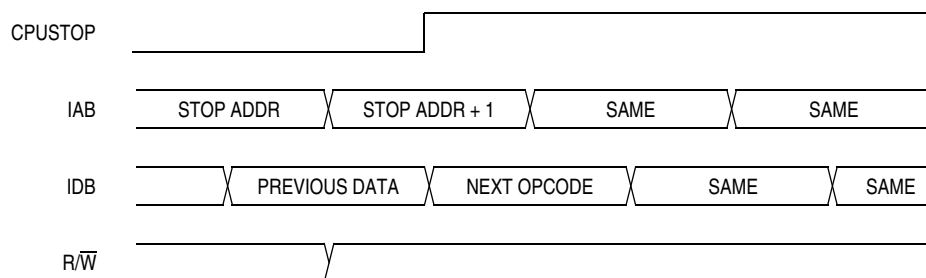 CPUSTOP
IAB STOP ADDR STOP ADDR + 1 SAME SAME
IDB PREVIOUS DATA NEXT OPCODE SAME SAME
R/W̅